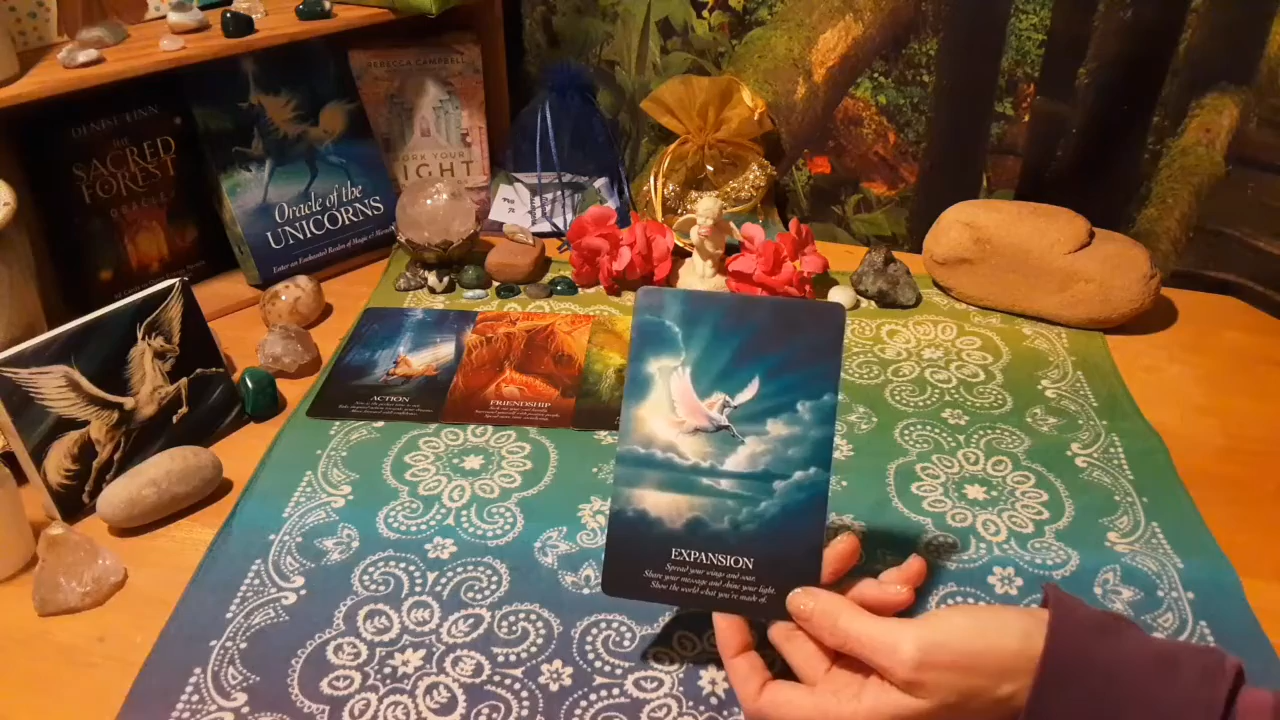 DENISE LINN
THE
SACRED
FOREST
ORACLE
Oracle of the
UNICORNS
Enter an Enchanted Realm of Magic &
REBECCA CAMPBELL
WORK YOUR
LIGHT
ACTION
FRIENDSHIP
EXPANSION
Spread your wings and soar.
Share your message and shine your light.
Show the world what you're made of.